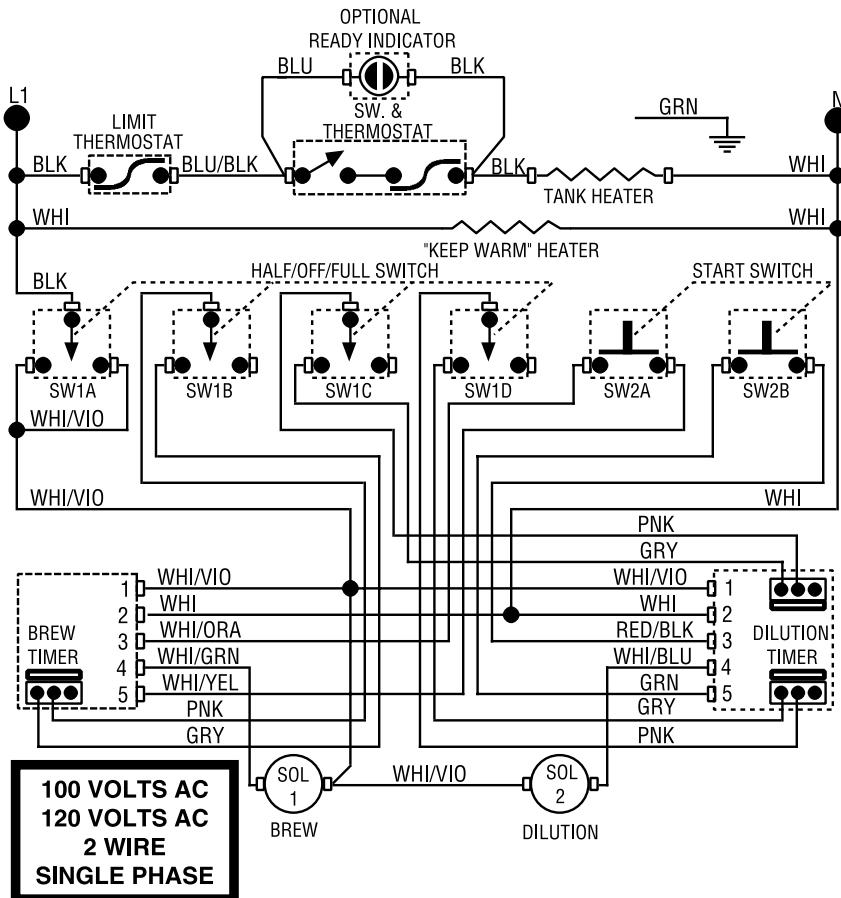 OPTIONAL
READY INDICATOR
BLU
BLK
L1
N
SW. &
THERMOSTAT
GRN
LIMIT
THERMOSTAT
BLK
BLU/BLK
BLK
WHI
TANK HEATER
WHI
WHI
"KEEP WARM" HEATER
BLK
HALF/OFF/FULL SWITCH
START SWITCH
SW1A
SW1B
SW1C
SW1D
SW2A
SW2B
WHI/VIO
WHI/VIO
WHI
PNK
GRY
1
WHI/VIO
WHI/VIO
1
2
WHI
WHI
2
BREW
TIMER
3
WHI/ORA
RED/BLK
3
DILUTION
TIMER
4
WHI/GRN
WHI/BLU
4
5
WHI/YEL
GRN
5
PNK
GRY
GRY
PNK
SOL
1
WHI/VIO
SOL
2
BREW
DILUTION
100 VOLTS AC
120 VOLTS AC
2 WIRE
SINGLE PHASE